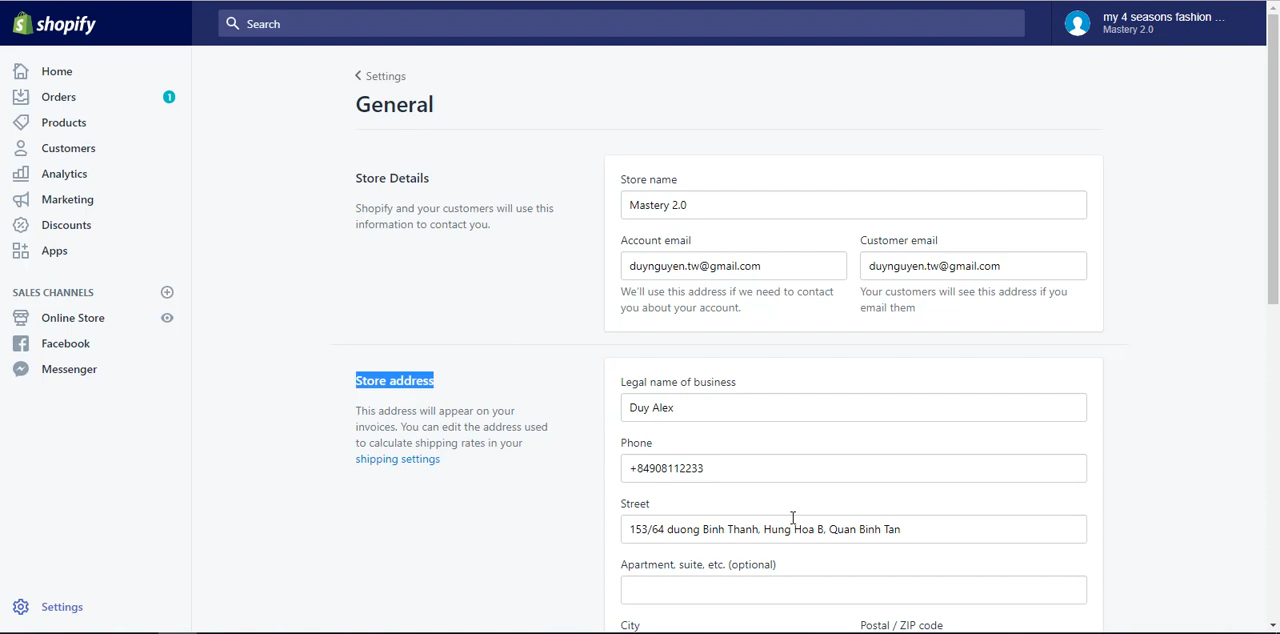 shopify
Search
my 4 seasons fashion ...
Mastery 2.0
Home
Orders
1
Products
Customers
Analytics
Marketing
Discounts
Apps
SALES CHANNELS
Online Store
Facebook
Messenger
Settings
Settings
General
Store Details
Shopify and your customers will use this
information to contact you.
Store name
Mastery 2.0
Account email
duynguyen.tw@gmail.com
We'll use this address if we need to contact
you about your account.
Customer email
duynguyen.tw@gmail.com
Your customers will see this address if you
email them
Store address
This address will appear on your
invoices. You can edit the address used
to calculate shipping rates in your
shipping settings
Legal name of business
Duy Alex
Phone
+84908112233
Street
153/64 duong Binh Thanh, Hung Hoa B, Quan Binh Tan
Apartment, suite, etc. (optional)
City
Postal / ZIP code